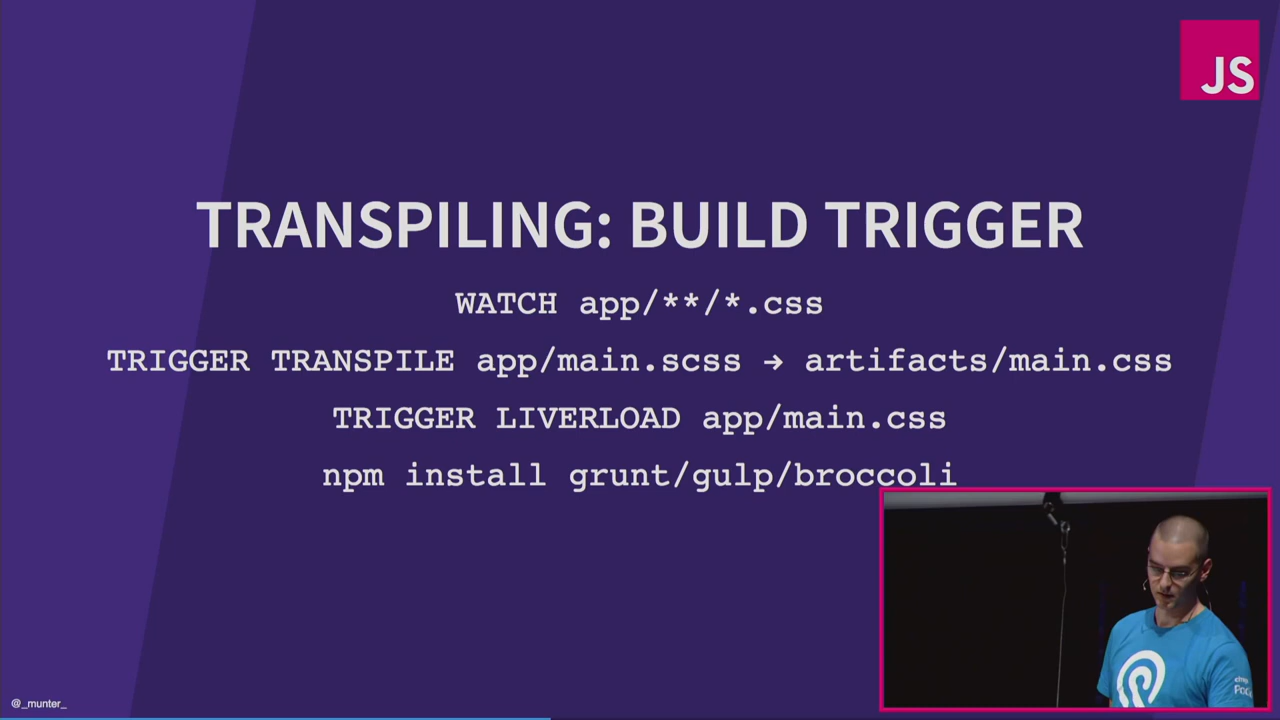 JS
TRANSPILING: BUILD TRIGGER
WATCH app/**/*.css
TRIGGER TRANSPILE app/main.scss → artifacts/main.css
TRIGGER LIVERLOAD app/main.css
npm install grunt/gulp/broccoli
citrix
@_munter_